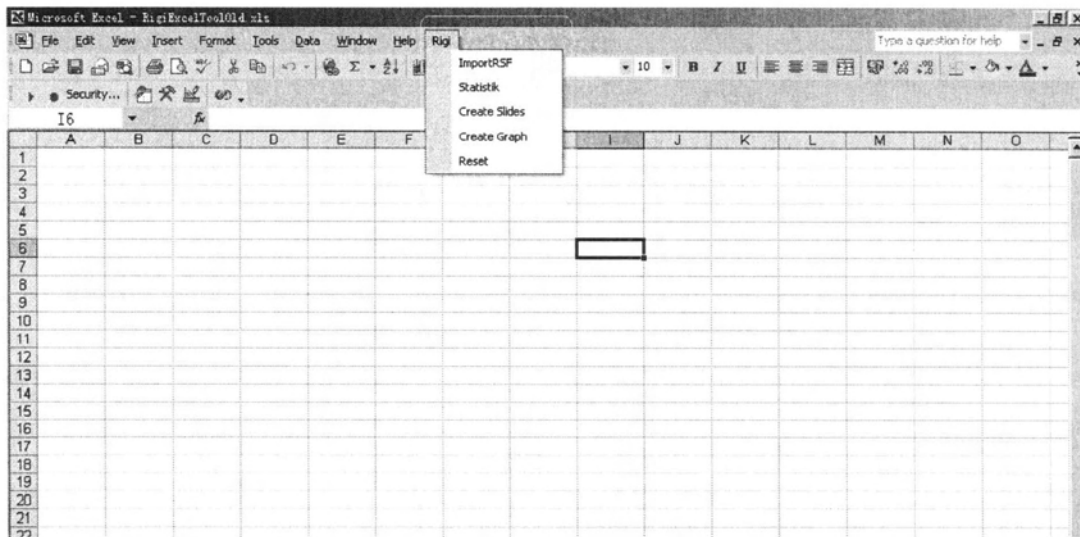 Microsoft Excel - RigiExcelToolOld.xls
File Edit View Insert Format Tools Data Window Help Rigi Type a question for help
10 B I U
Security...
I6 fx
ImportRSF
Statistik
Create Slides
Create Graph
Reset
A B C D E F I J K L M N O
1
2
3
4
5
6
7
8
9
10
11
12
13
14
15
16
17
18
19
20
21
22